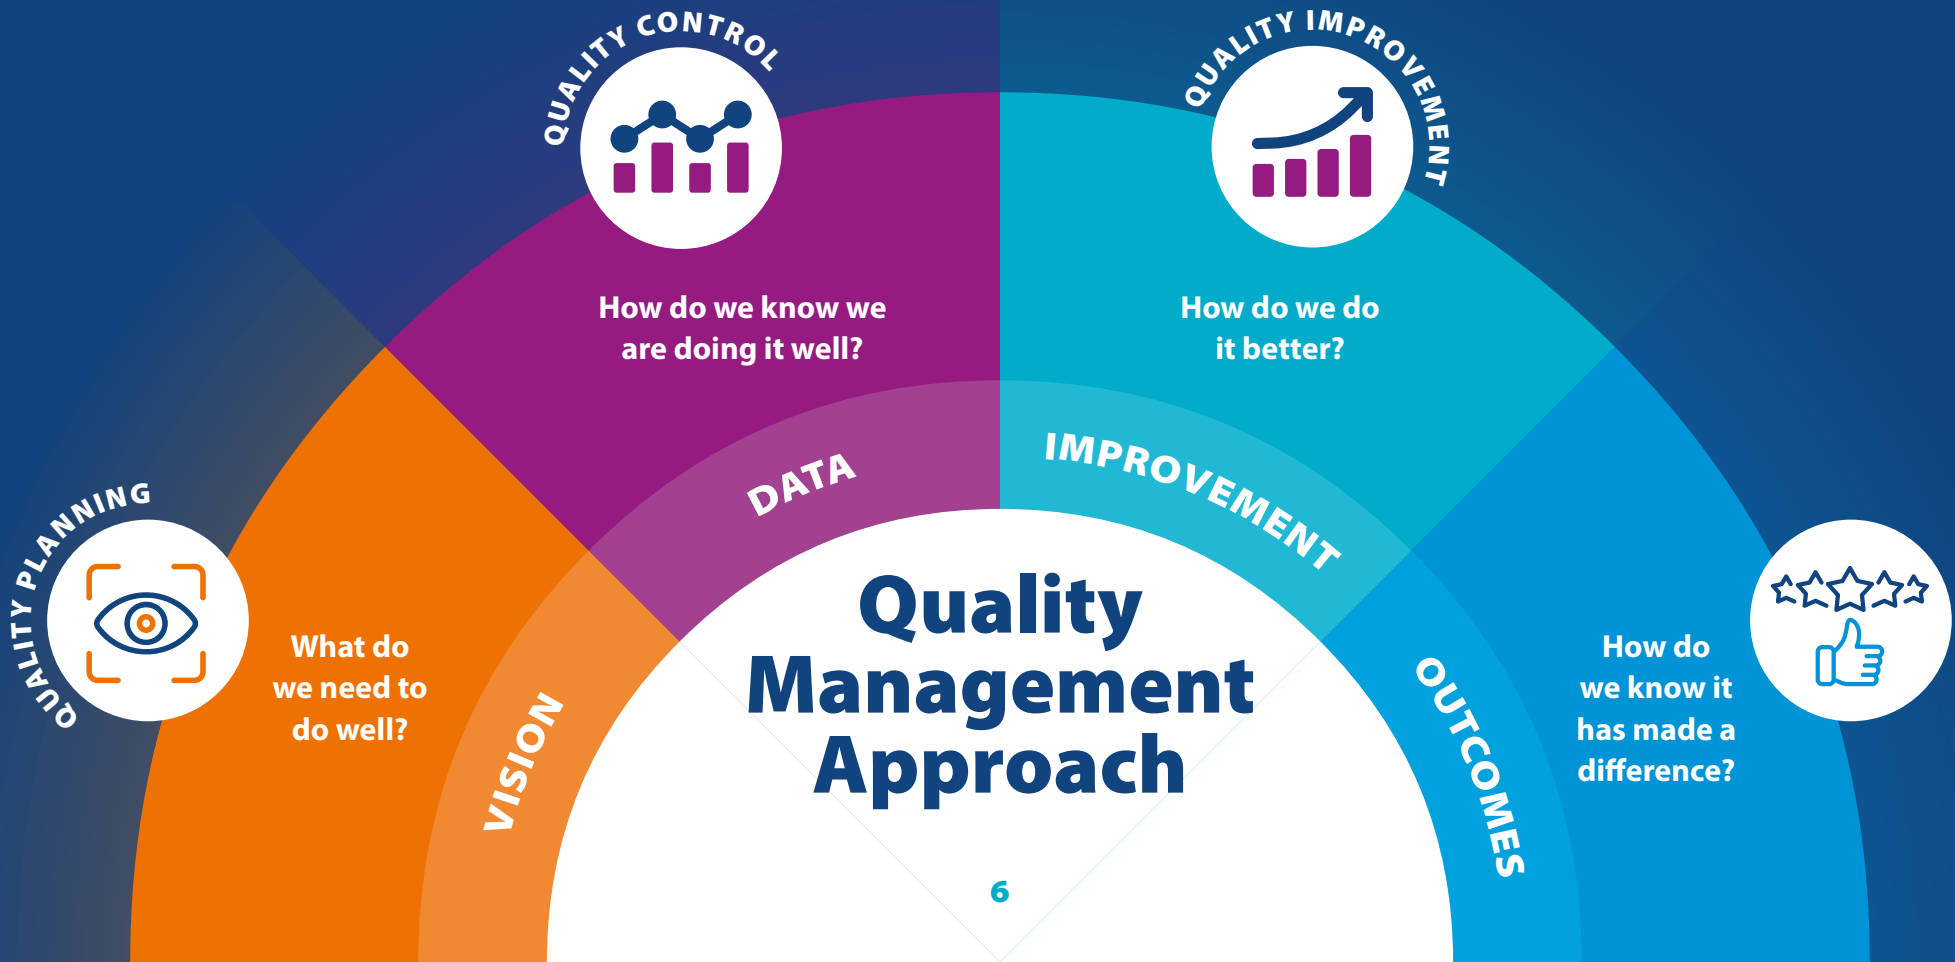 QUALITY PLANNING
What do
we need to
do well?
VISION
QUALITY CONTROL
How do we know we
are doing it well?
DATA
QUALITY IMPROVEMENT
How do we do
it better?
IMPROVEMENT
How do
we know it
has made a
difference?
OUTCOMES
Quality
Management
Approach
6